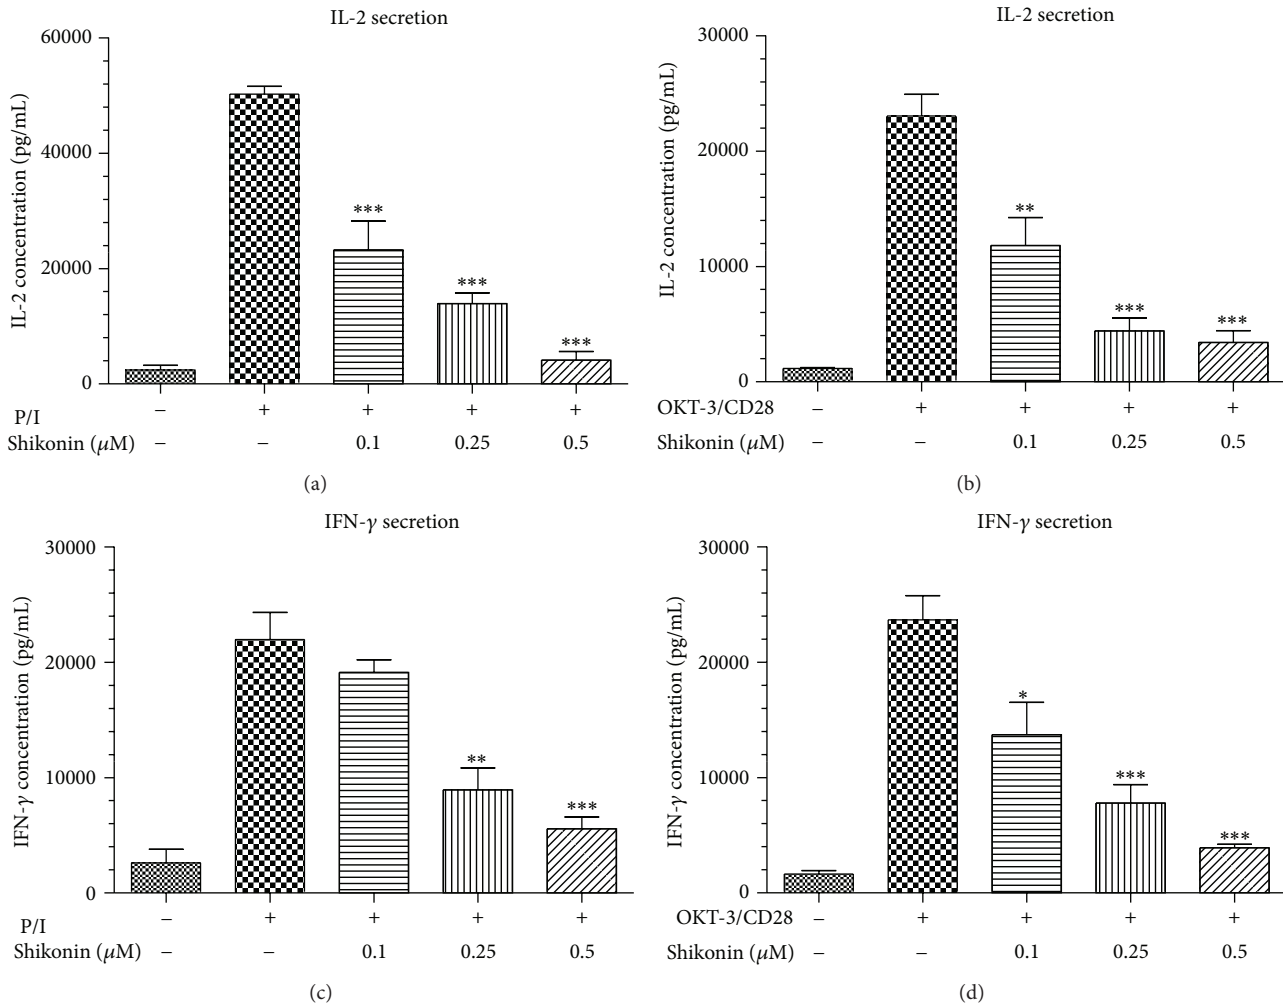 IL-2 secretion
IL-2 concentration (pg/mL)
60000
40000
20000
0
***
***
***
P/I – + + + +
Shikonin (μM) – – 0.1 0.25 0.5
(a)
IL-2 secretion
IL-2 concentration (pg/mL)
30000
20000
10000
0
**
***
***
OKT-3/CD28 – + + + +
Shikonin (μM) – – 0.1 0.25 0.5
(b)
IFN-γ secretion
IFN-γ concentration (pg/mL)
30000
20000
10000
0
**
***
P/I – + + + +
Shikonin (μM) – – 0.1 0.25 0.5
(c)
IFN-γ secretion
IFN-γ concentration (pg/mL)
30000
20000
10000
0
*
***
***
OKT-3/CD28 – + + + +
Shikonin (μM) – – 0.1 0.25 0.5
(d)